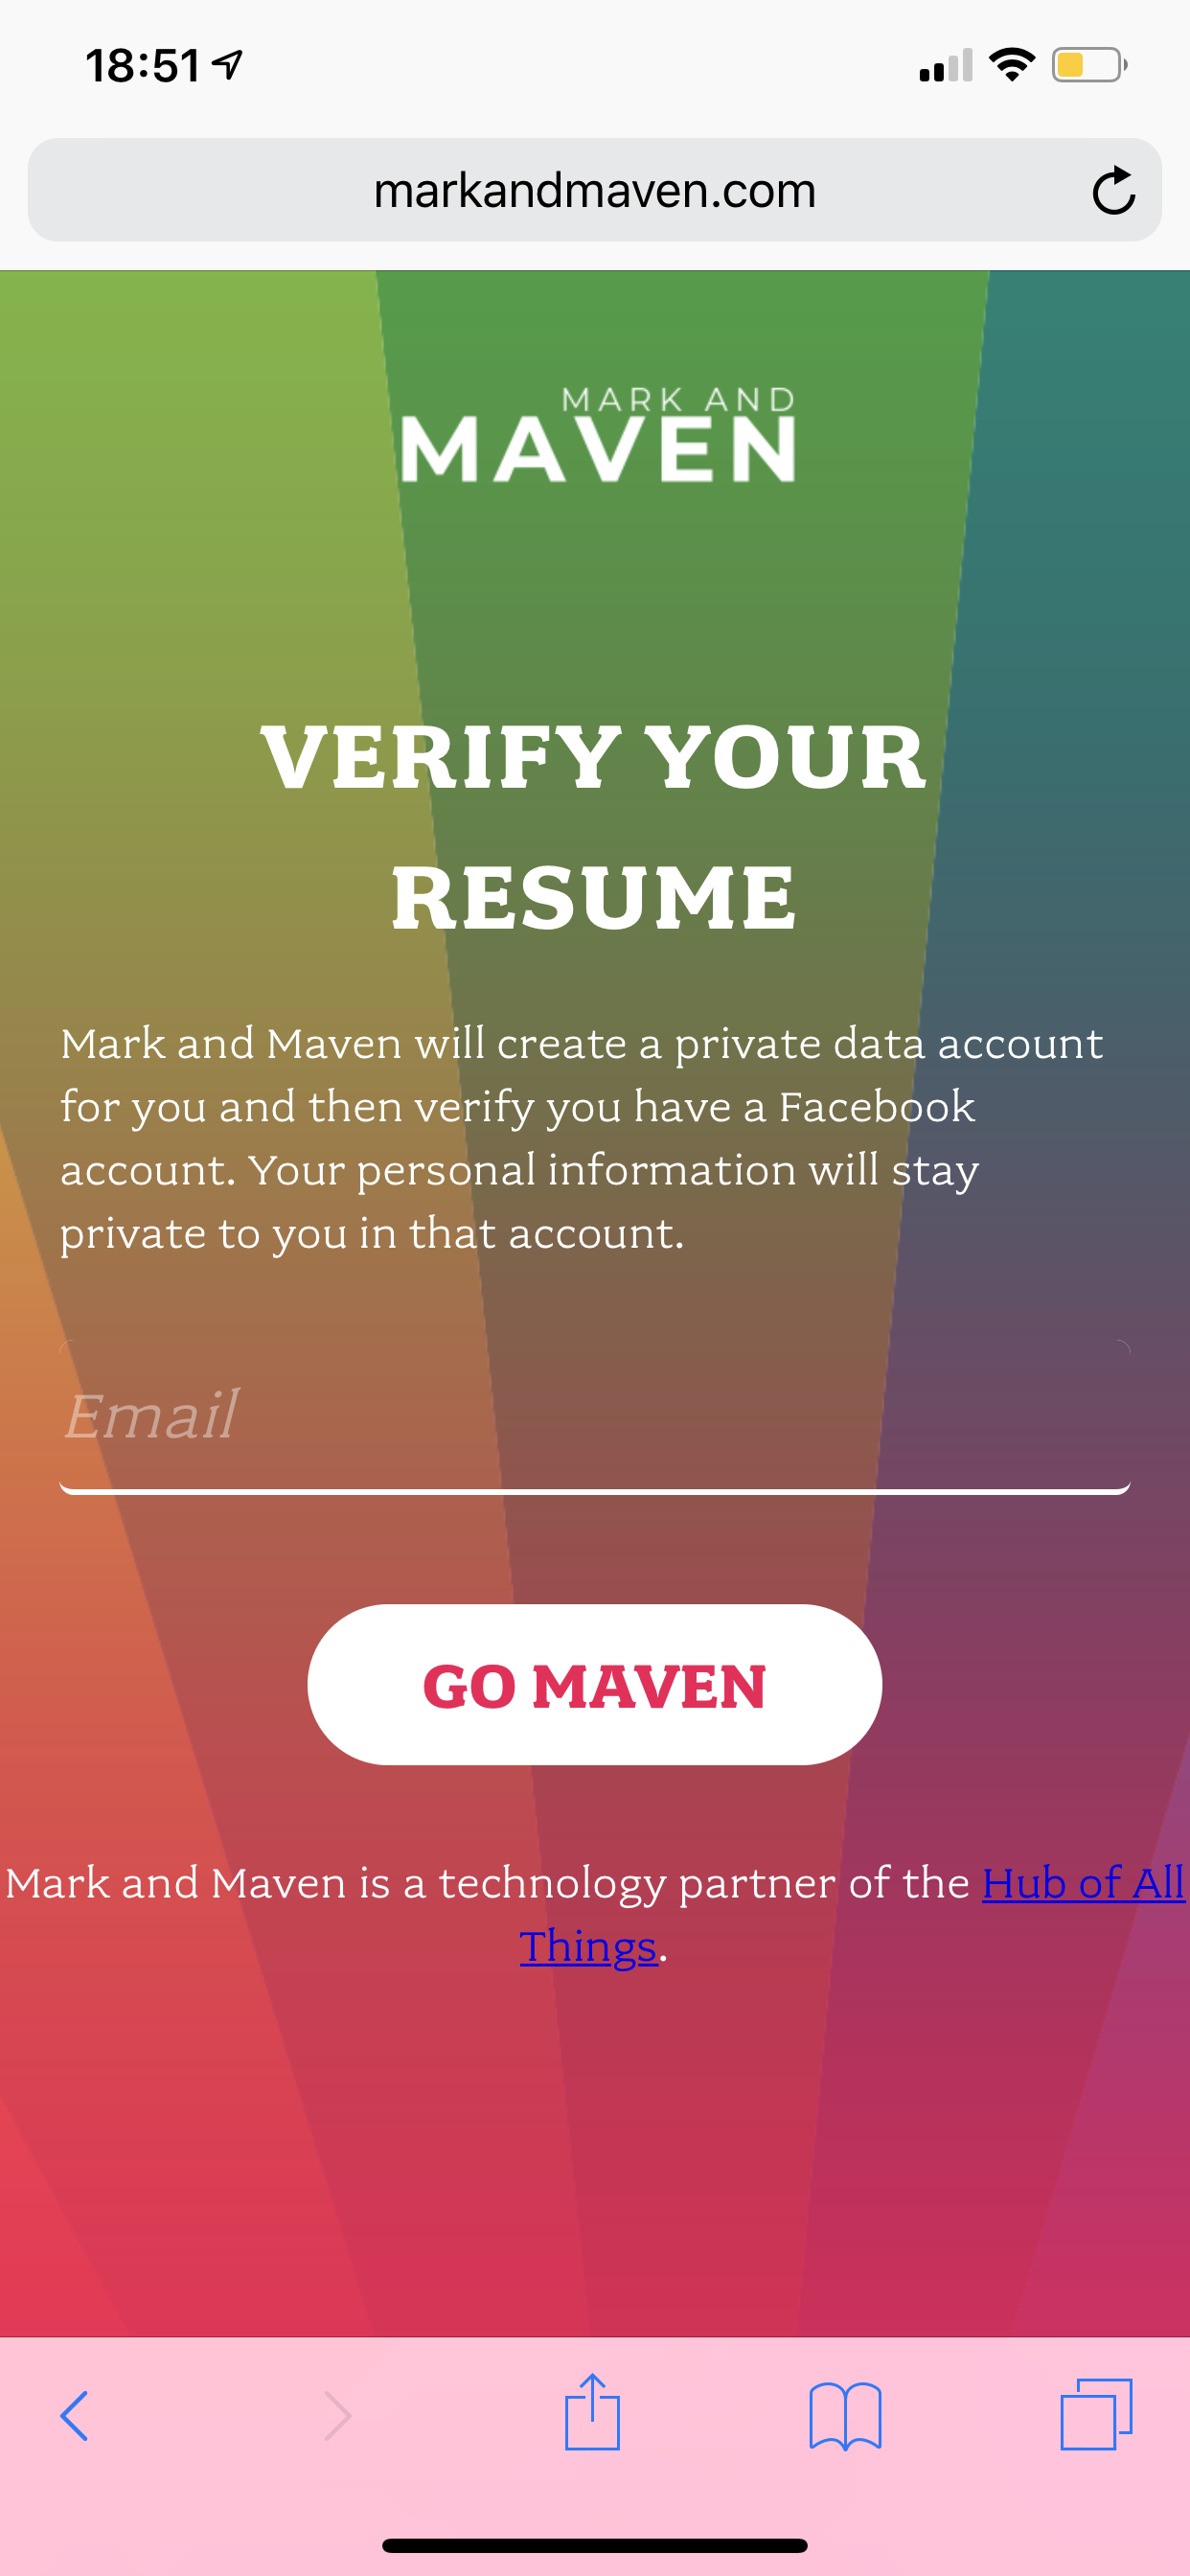 18:51
markandmaven.com
MARK AND
MAVEN
VERIFY YOUR
RESUME
Mark and Maven will create a private data account
for you and then verify you have a Facebook
account. Your personal information will stay
private to you in that account.
Email
GO MAVEN
Mark and Maven is a technology partner of the Hub of All
Things.